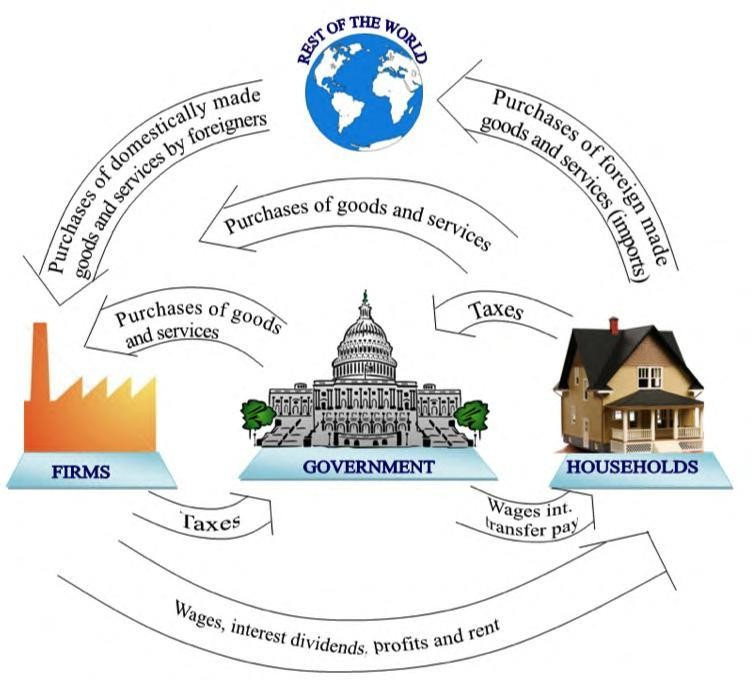 REST OF THE WORLD
Purchases of domestically made
goods and services by foreigners
Purchases of foreign made
goods and services (imports)
Purchases of goods and services
Purchases of goods
and services
Taxes
FIRMS
GOVERNMENT
HOUSEHOLDS
Taxes
Wages int.
transfer pay
Wages, interest dividends. profits and rent